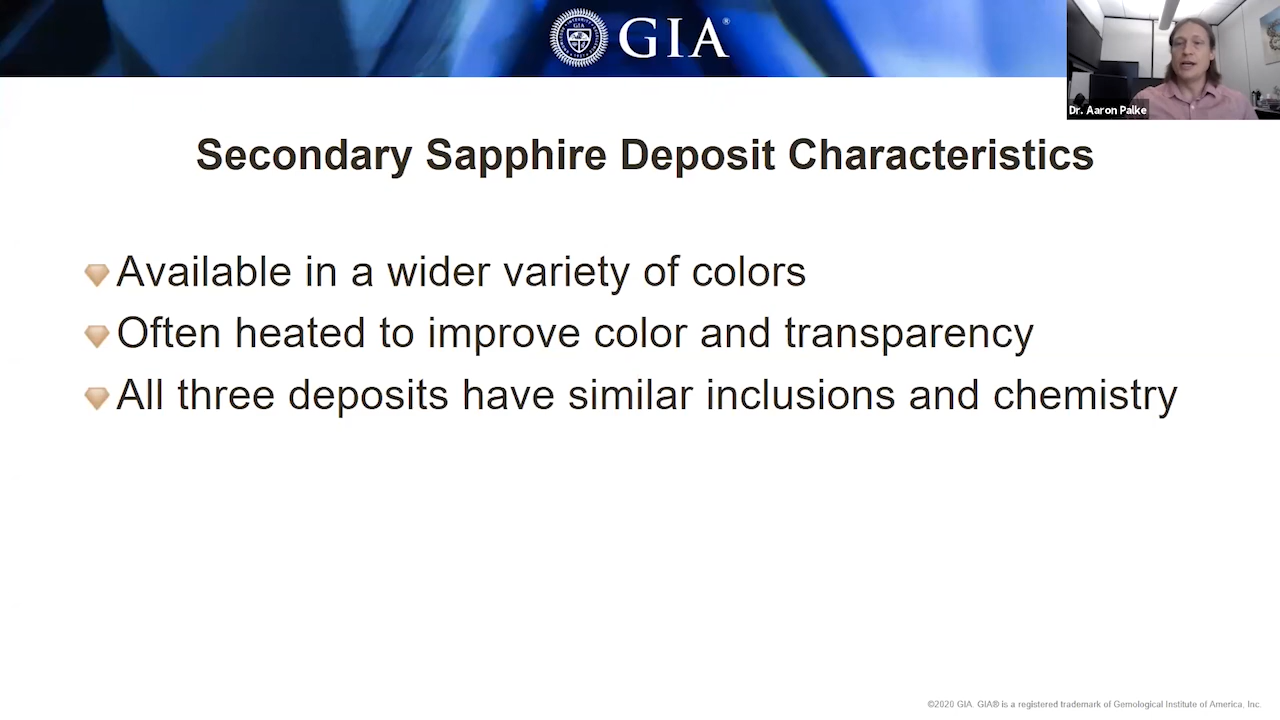 GIA®
Dr. Aaron Palke
Secondary Sapphire Deposit Characteristics
Available in a wider variety of colors
Often heated to improve color and transparency
All three deposits have similar inclusions and chemistry
©2020 GIA. GIA® is a registered trademark of Gemological Institute of America, Inc.